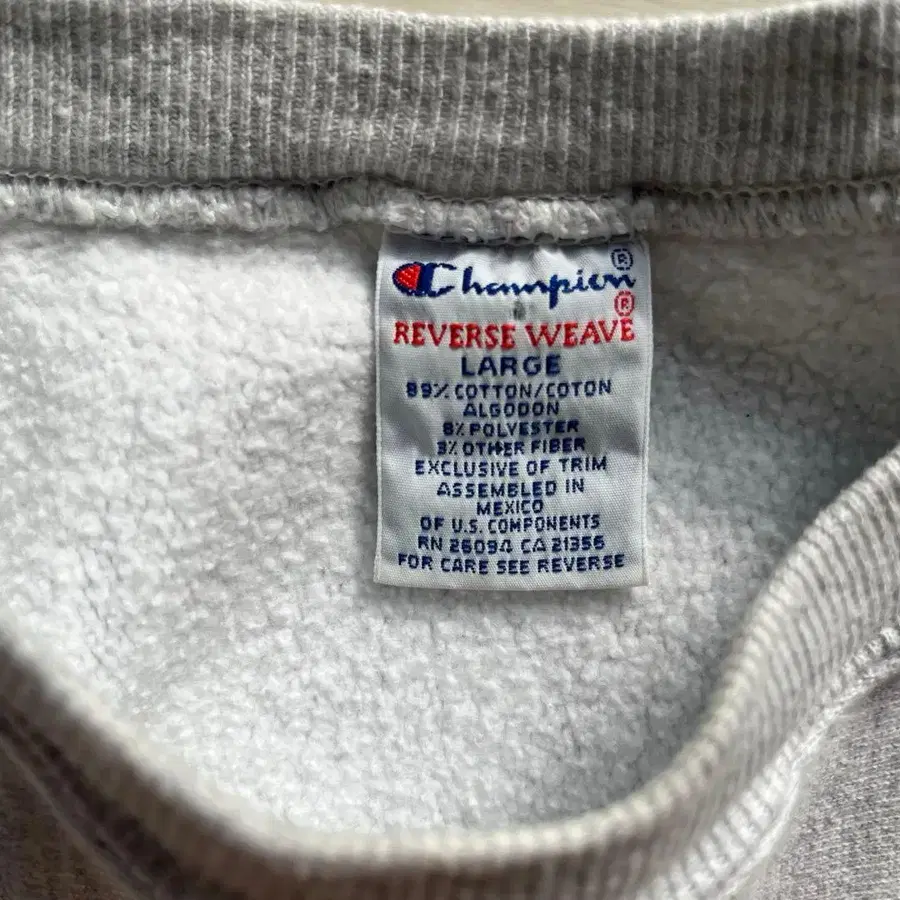 Champion®
REVERSE WEAVE®
LARGE
89% COTTON/COTON
ALGODON
8% POLYESTER
3% OTHER FIBER
EXCLUSIVE OF TRIM
ASSEMBLED IN
MEXICO
OF U.S. COMPONENTS
RN 26094 CA 21356
FOR CARE SEE REVERSE